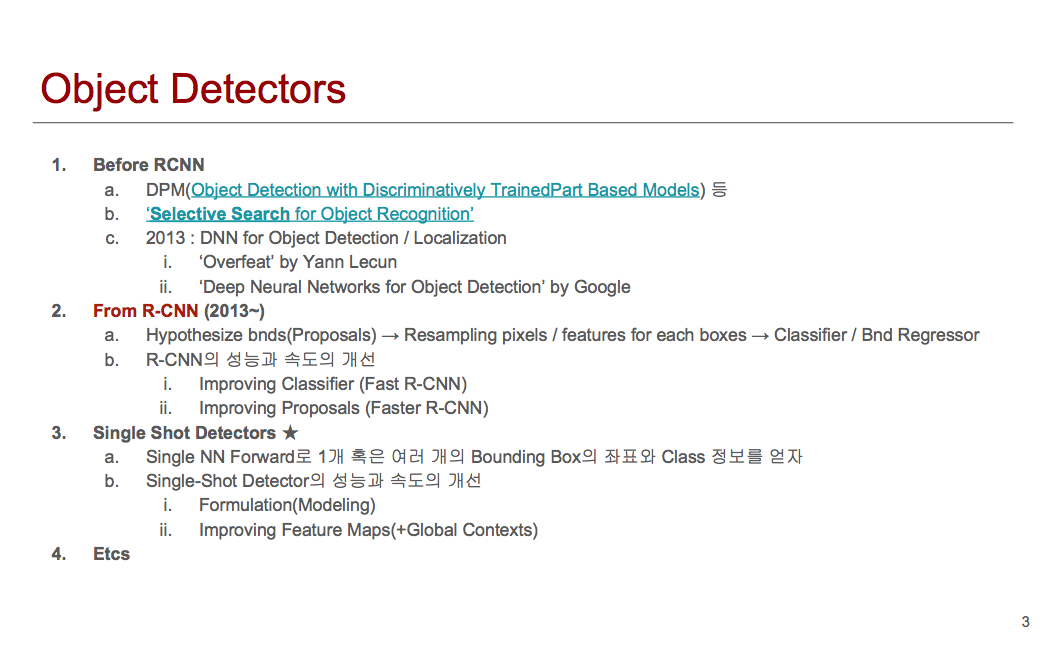 Object Detectors
1. Before RCNN
a. DPM(Object Detection with Discriminatively TrainedPart Based Models) 등
b. ‘Selective Search for Object Recognition’
c. 2013 : DNN for Object Detection / Localization
i. ‘Overfeat’ by Yann Lecun
ii. ‘Deep Neural Networks for Object Detection’ by Google
2. From R-CNN (2013~)
a. Hypothesize bnds(Proposals) → Resampling pixels / features for each boxes → Classifier / Bnd Regressor
b. R-CNN의 성능과 속도의 개선
i. Improving Classifier (Fast R-CNN)
ii. Improving Proposals (Faster R-CNN)
3. Single Shot Detectors ★
a. Single NN Forward로 1개 혹은 여러 개의 Bounding Box의 좌표와 Class 정보를 얻자
b. Single-Shot Detector의 성능과 속도의 개선
i. Formulation(Modeling)
ii. Improving Feature Maps(+Global Contexts)
4. Etcs
3